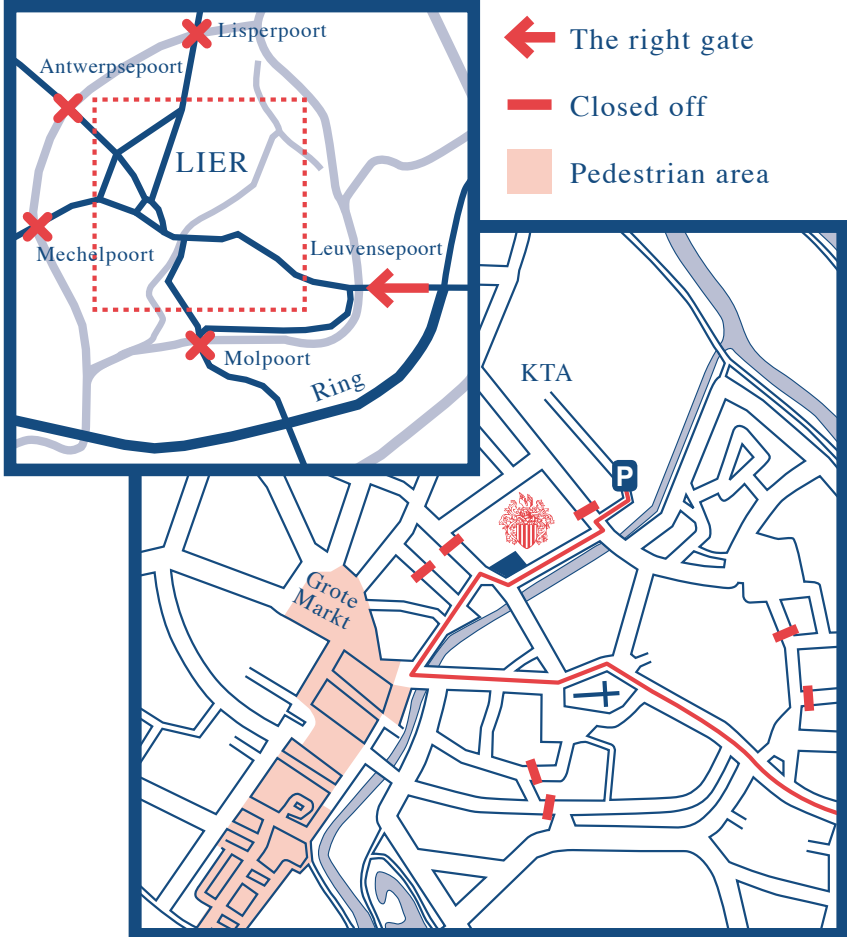 Lisperpoort
Antwerpsepoort
LIER
Mechelpoort
Leuvensepoort
Molpoort
Ring
The right gate
Closed off
Pedestrian area
KTA
P
Grote
Markt